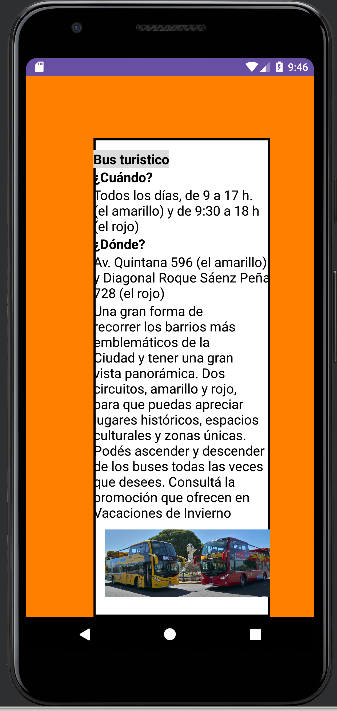 9:46
Bus turistico
¿Cuándo?
Todos los días, de 9 a 17 h.
(el amarillo) y de 9:30 a 18 h
(el rojo)
¿Dónde?
Av. Quintana 596 (el amarillo)
y Diagonal Roque Sáenz Peña
728 (el rojo)
Una gran forma de
recorrer los barrios más
emblemáticos de la
Ciudad y tener una gran
vista panorámica. Dos
circuitos, amarillo y rojo,
para que puedas apreciar
lugares históricos, espacios
culturales y zonas únicas.
Podés ascender y descender
de los buses todas las veces
que desees. Consultá la
promoción que ofrecen en
Vacaciones de Invierno